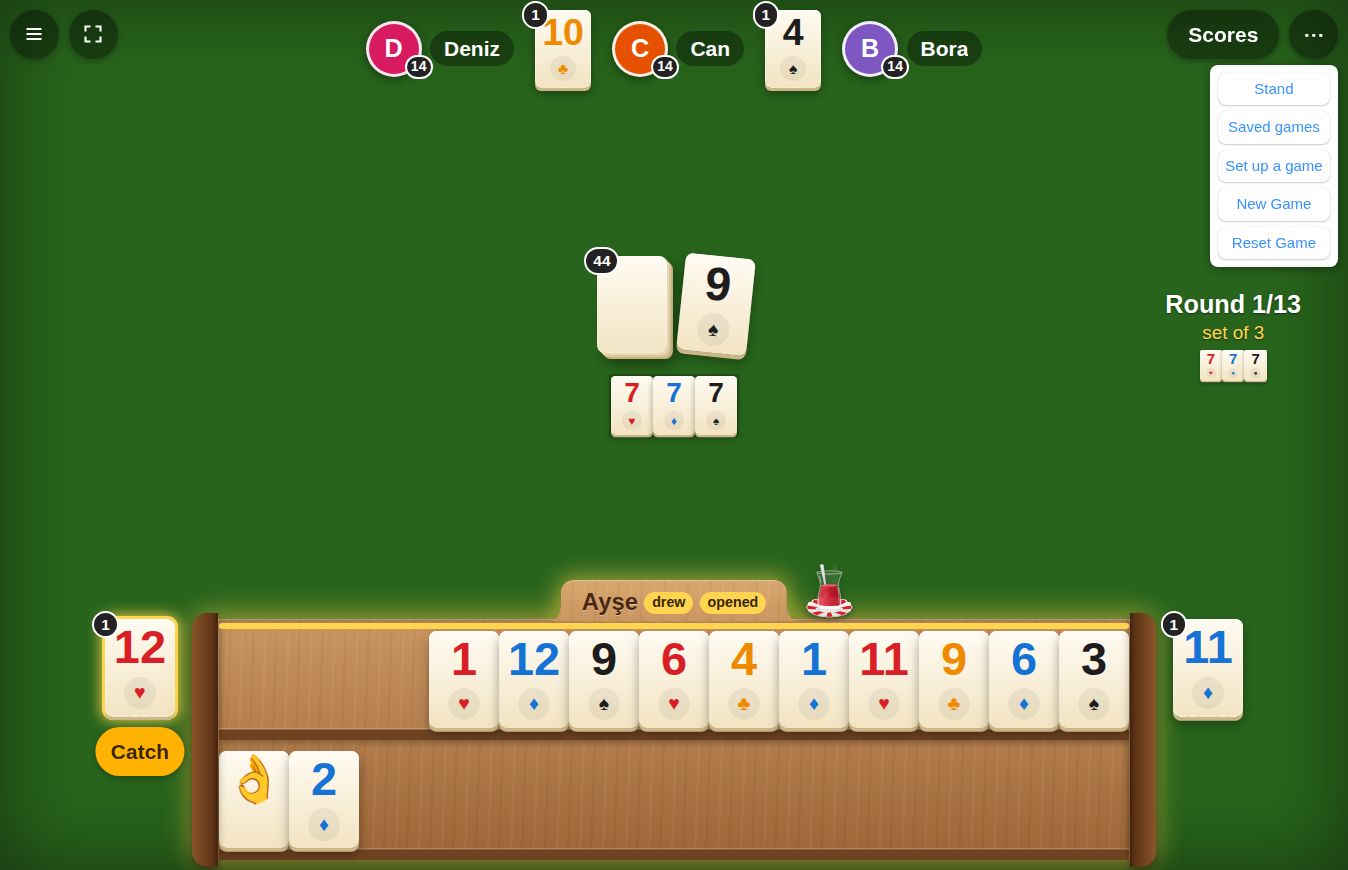 D 14 Deniz
1 10 ♣
C 14 Can
1 4 ♠
B 14 Bora
Scores
...
Stand
Saved games
Set up a game
New Game
Reset Game
44
9 ♠
Round 1/13
set of 3
7 7 7
♥ ♦ ♠
7 7 7
♥ ♦ ♠
Ayşe drew opened
1 12 ♥
Catch
1 12 9 6 4 1 11 9 6 3
♥ ♦ ♠ ♥ ♣ ♦ ♥ ♣ ♦ ♠
1 11 ♦
2
♦